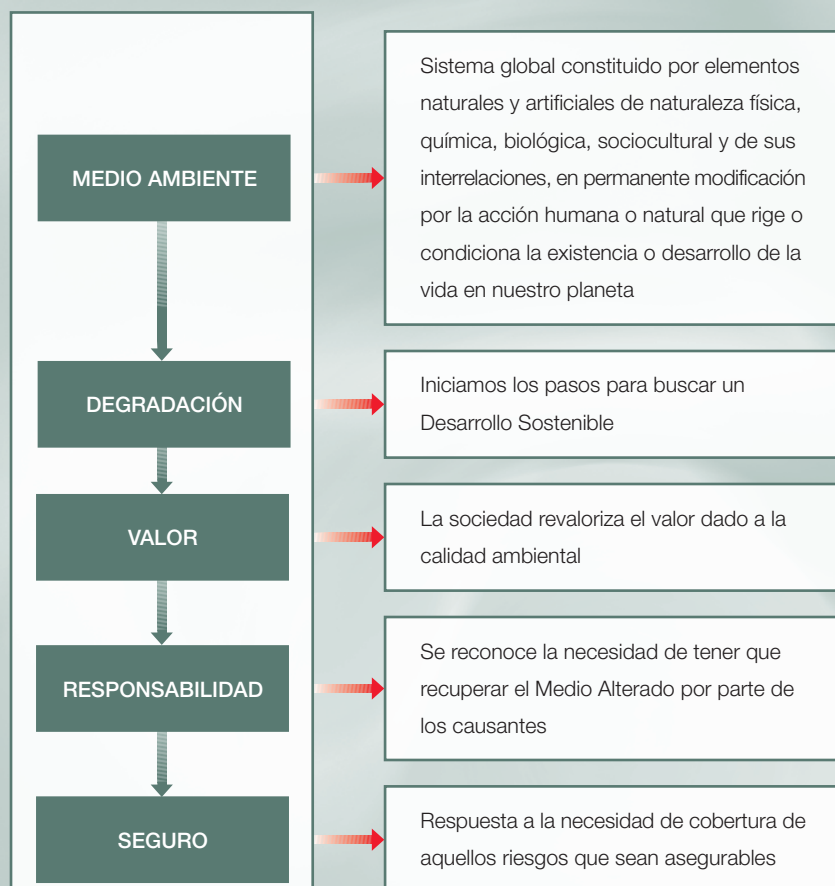 MEDIO AMBIENTE
Sistema global constituido por elementos
naturales y artificiales de naturaleza física,
química, biológica, sociocultural y de sus
interrelaciones, en permanente modificación
por la acción humana o natural que rige o
condiciona la existencia o desarrollo de la
vida en nuestro planeta
DEGRADACIÓN
Iniciamos los pasos para buscar un
Desarrollo Sostenible
VALOR
La sociedad revaloriza el valor dado a la
calidad ambiental
RESPONSABILIDAD
Se reconoce la necesidad de tener que
recuperar el Medio Alterado por parte de
los causantes
SEGURO
Respuesta a la necesidad de cobertura de
aquellos riesgos que sean asegurables